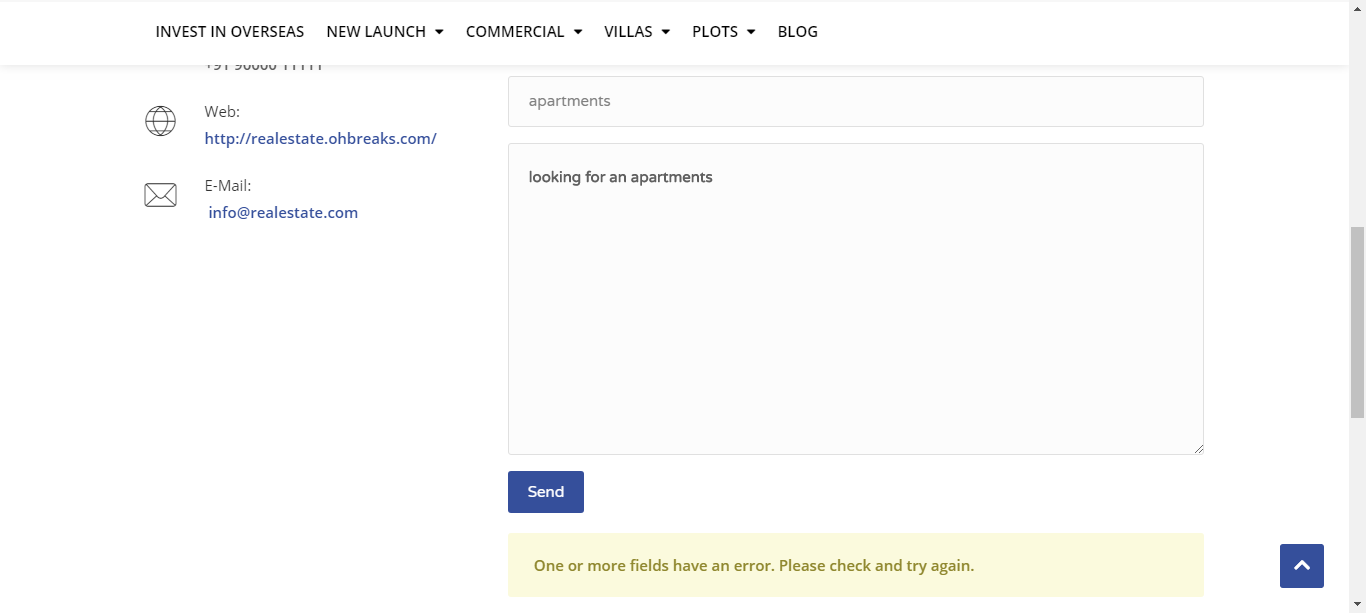 INVEST IN OVERSEAS NEW LAUNCH COMMERCIAL VILLAS PLOTS BLOG
Web:
http://realestate.ohbreaks.com/
E-Mail:
info@realestate.com
apartments
looking for an apartments
Send
One or more fields have an error. Please check and try again.